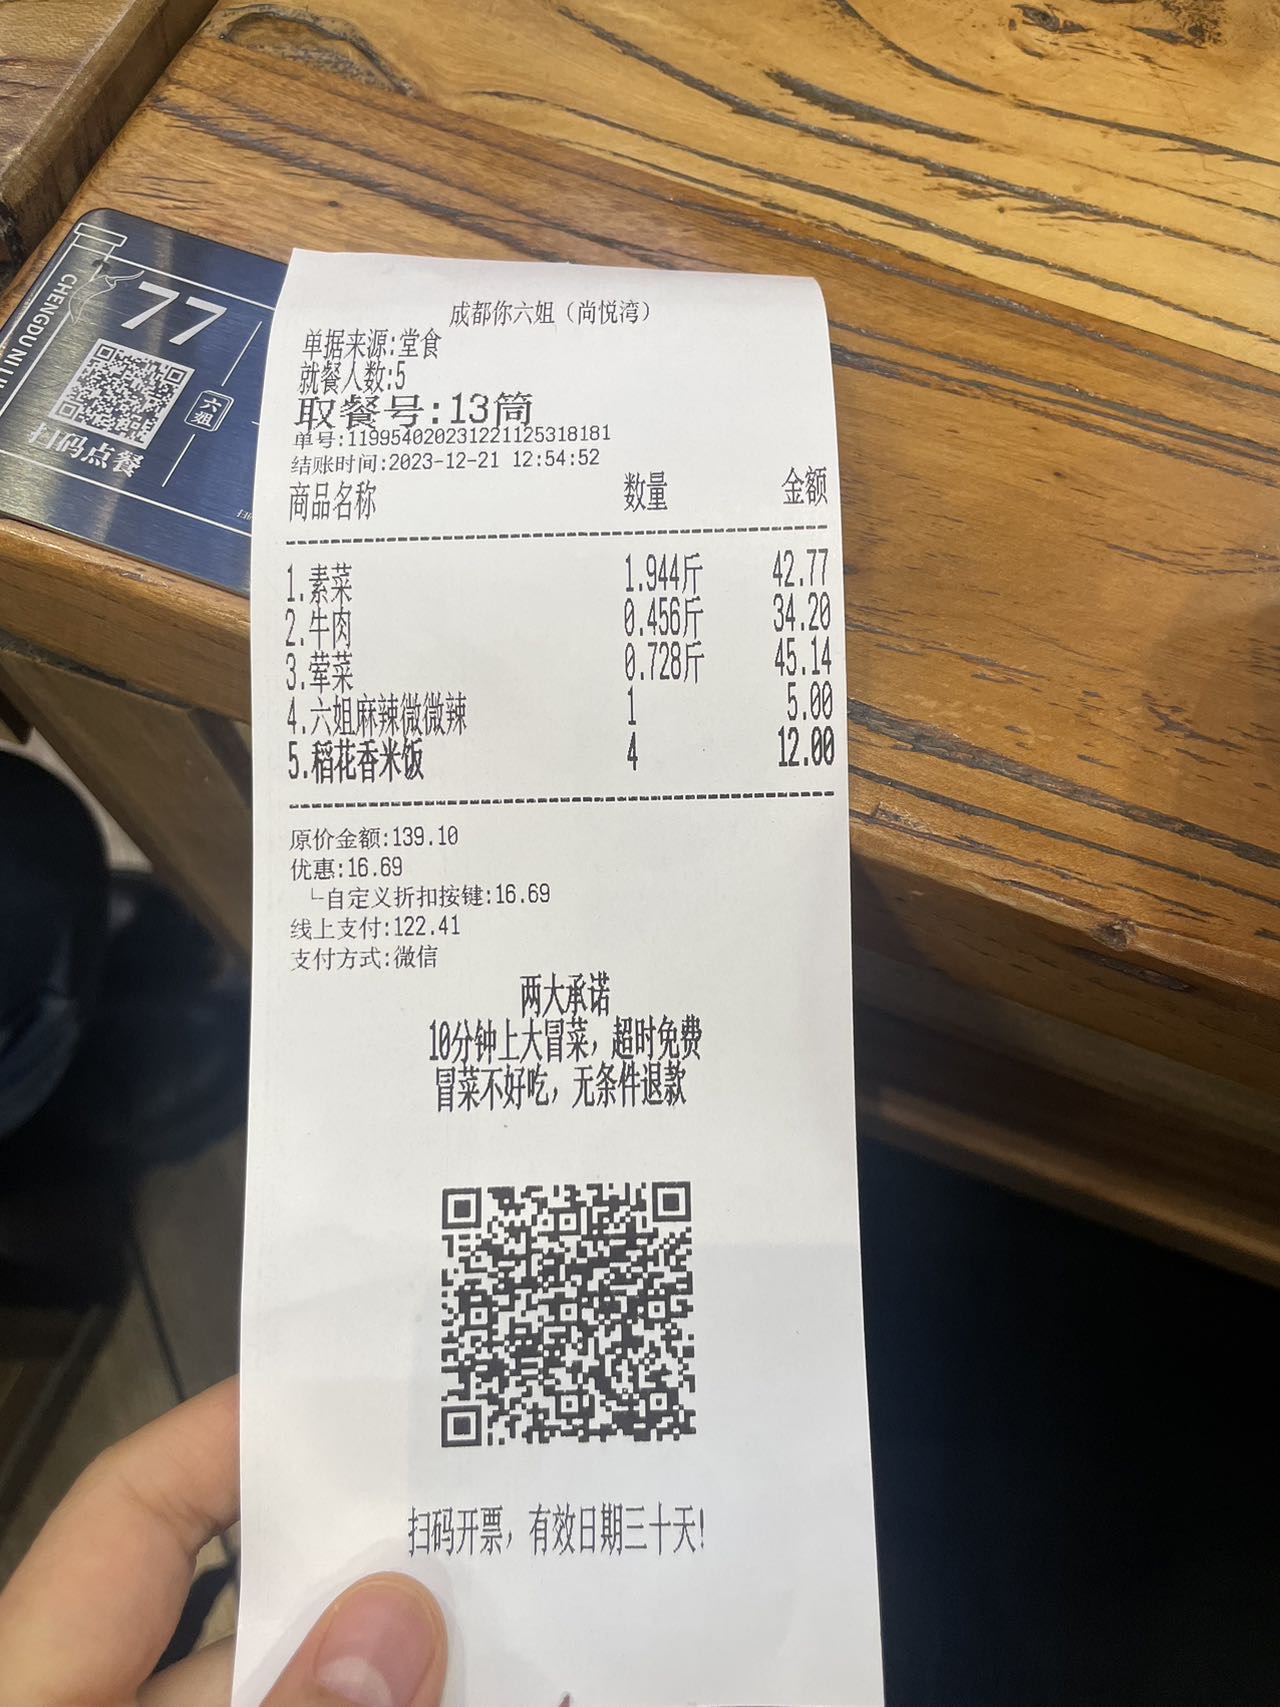 成都你六姐（尚悦湾）
单据来源:堂食
就餐人数:5
取餐号:13筒
单号:11995402023122112531​8181
结账时间:2023-12-21 12:54:52
商品名称 数量 金额
1.素菜 1.944斤 42.77
2.牛肉 0.456斤 34.20
3.荤菜 0.728斤 45.14
4.六姐麻辣微微辣 1 5.00
5.稻花香米饭 4 12.00
原价金额:139.10
优惠:16.69
└自定义折扣按键:16.69
线上支付:122.41
支付方式:微信
两大承诺
10分钟上大冒菜，超时免费
冒菜不好吃，无条件退款
扫码开票，有效日期三十天!
77
CHENGDU NI LI
六姐
扫码点餐